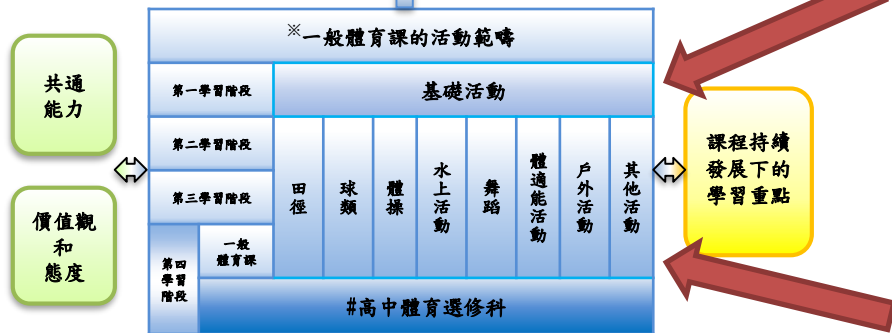 ※一般體育課的活動範疇
共通
能力
價值觀
和
態度
第一學習階段
基礎活動
第二學習階段
第三學習階段
第四
學習
階段
一般
體育課
田徑
球類
體操
水上活動
舞蹈
體適能活動
戶外活動
其他活動
#高中體育選修科
課程持續
發展下的
學習重點